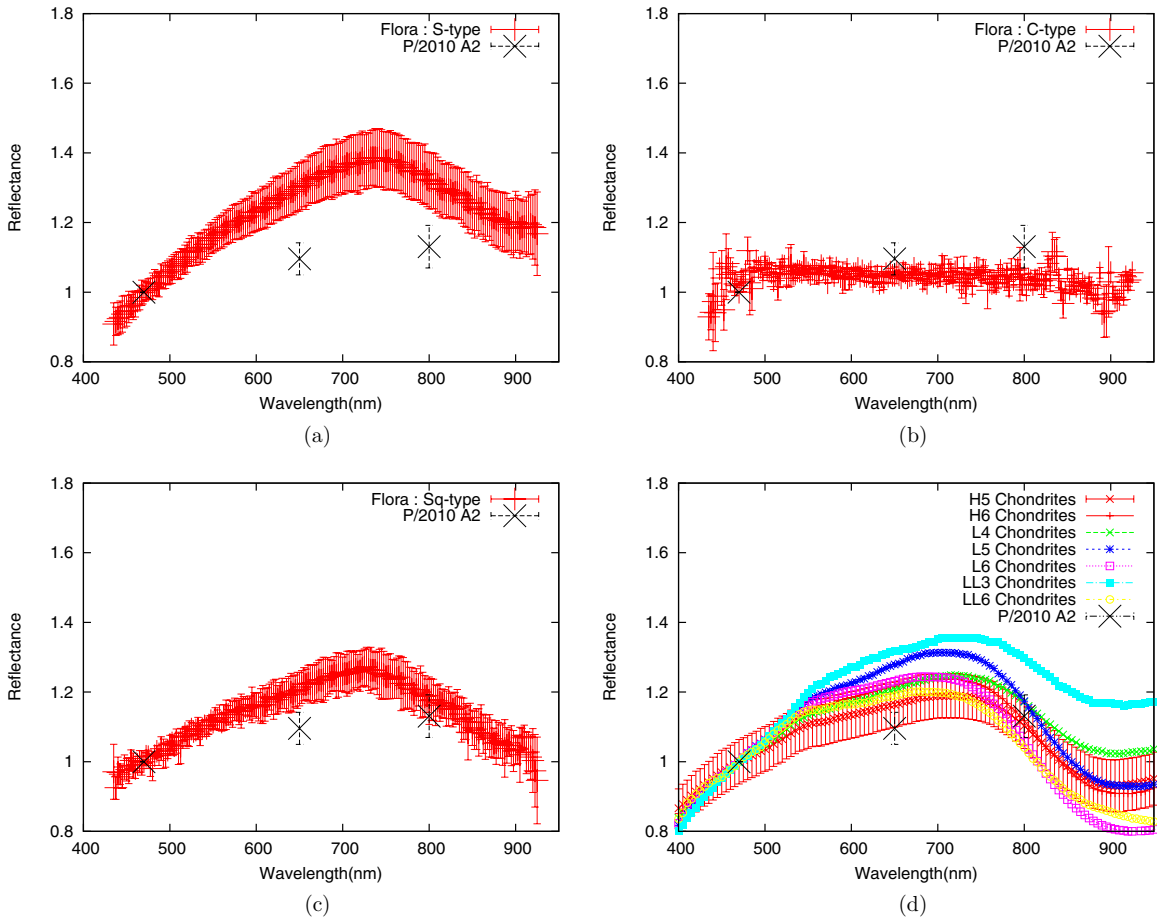 1.8
1.6
1.4
1.2
1
0.8
Reflectance
Flora : S-type
P/2010 A2
400 500 600 700 800 900
Wavelength(nm)
(a)
1.8
1.6
1.4
1.2
1
0.8
Reflectance
Flora : C-type
P/2010 A2
400 500 600 700 800 900
Wavelength(nm)
(b)
1.8
1.6
1.4
1.2
1
0.8
Reflectance
Flora : Sq-type
P/2010 A2
400 500 600 700 800 900
Wavelength(nm)
(c)
1.8
1.6
1.4
1.2
1
0.8
Reflectance
H5 Chondrites
H6 Chondrites
L4 Chondrites
L5 Chondrites
L6 Chondrites
LL3 Chondrites
LL6 Chondrites
P/2010 A2
400 500 600 700 800 900
Wavelength(nm)
(d)